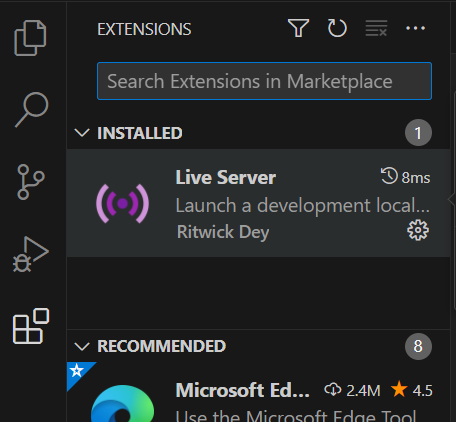 EXTENSIONS
Search Extensions in Marketplace
INSTALLED 1
Live Server 8ms
Launch a development local...
Ritwick Dey
RECOMMENDED 8
Microsoft Ed... 2.4M 4.5
Use the Microsoft Edge Tool